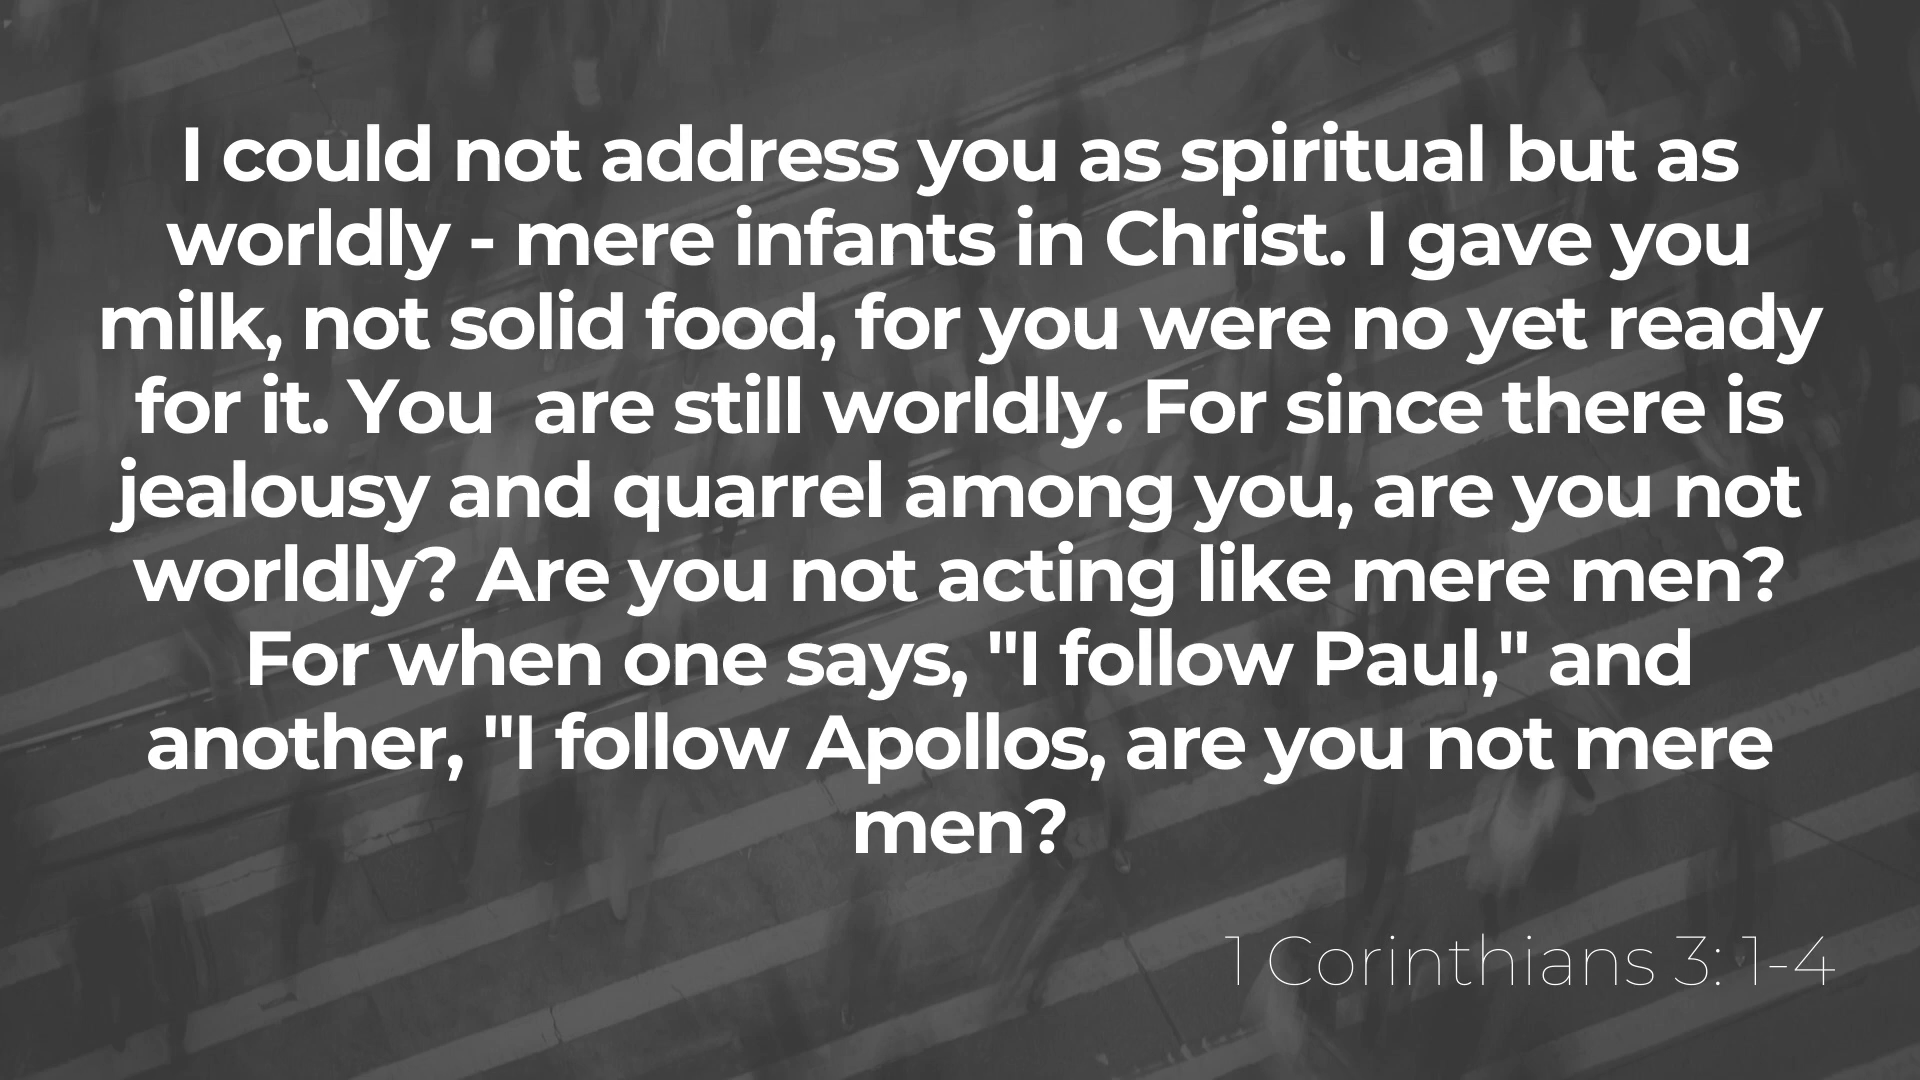 I could not address you as spiritual but as
worldly - mere infants in Christ. I gave you
milk, not solid food, for you were no yet ready
for it. You  are still worldly. For since there is
jealousy and quarrel among you, are you not
worldly? Are you not acting like mere men?
For when one says, "I follow Paul," and
another, "I follow Apollos, are you not mere
men?
1 Corinthians 3: 1-4